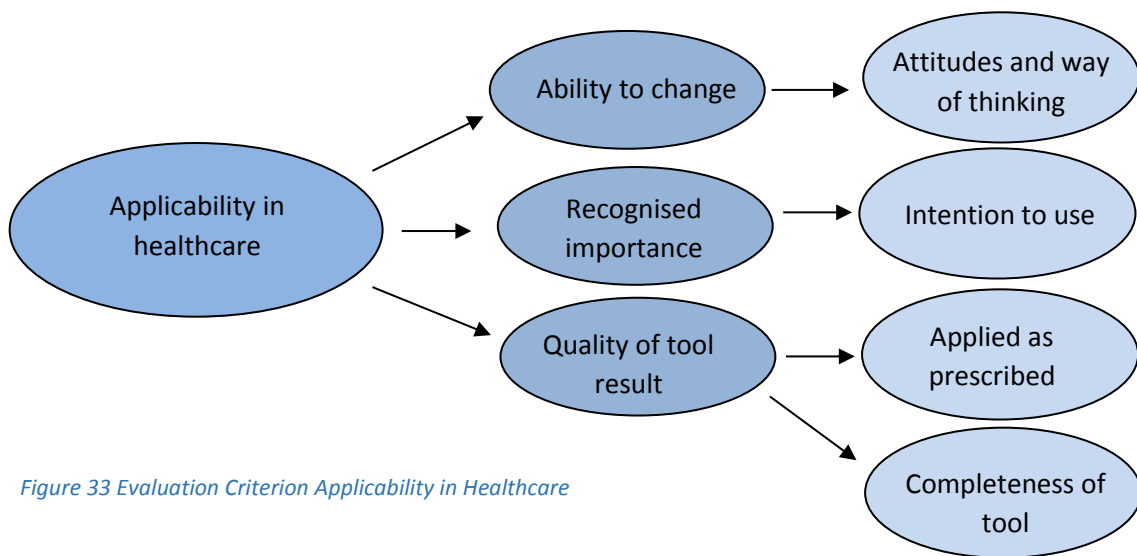 Applicability in
healthcare
Ability to change
Recognised
importance
Quality of tool
result
Attitudes and way
of thinking
Intention to use
Applied as
prescribed
Completeness of
tool
Figure 33 Evaluation Criterion Applicability in Healthcare